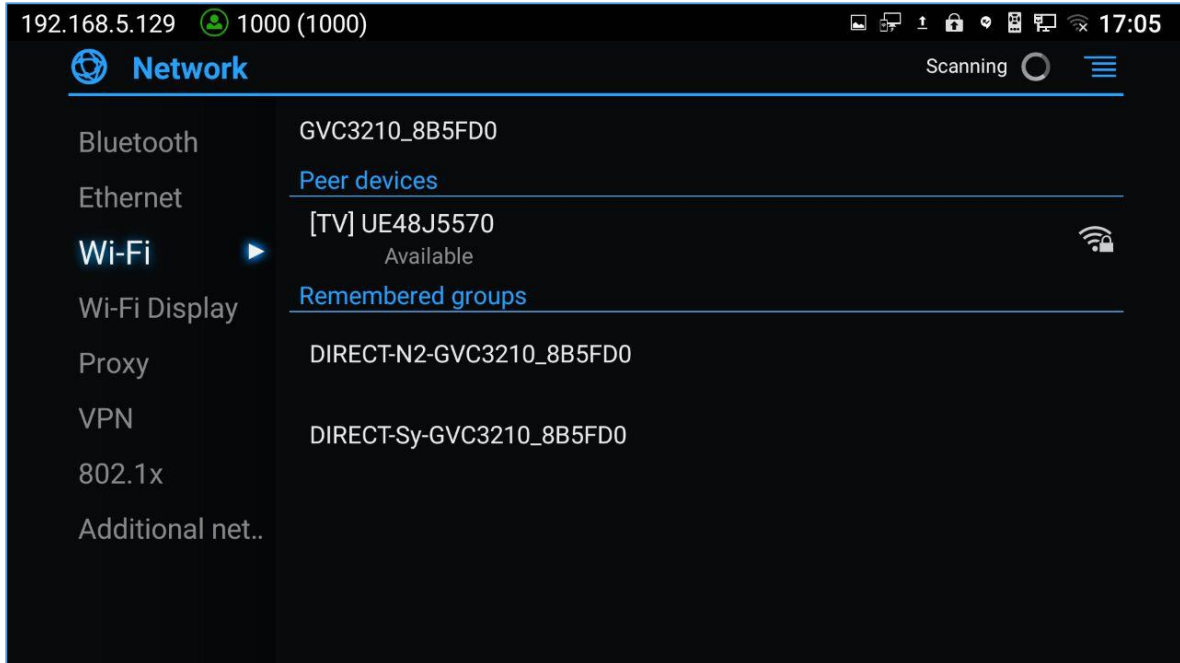 192.168.5.129 1000 (1000) 17:05
Network Scanning
Bluetooth
Ethernet
Wi-Fi
Wi-Fi Display
Proxy
VPN
802.1x
Additional net..
GVC3210_8B5FD0
Peer devices
[TV] UE48J5570
Available
Remembered groups
DIRECT-N2-GVC3210_8B5FD0
DIRECT-Sy-GVC3210_8B5FD0